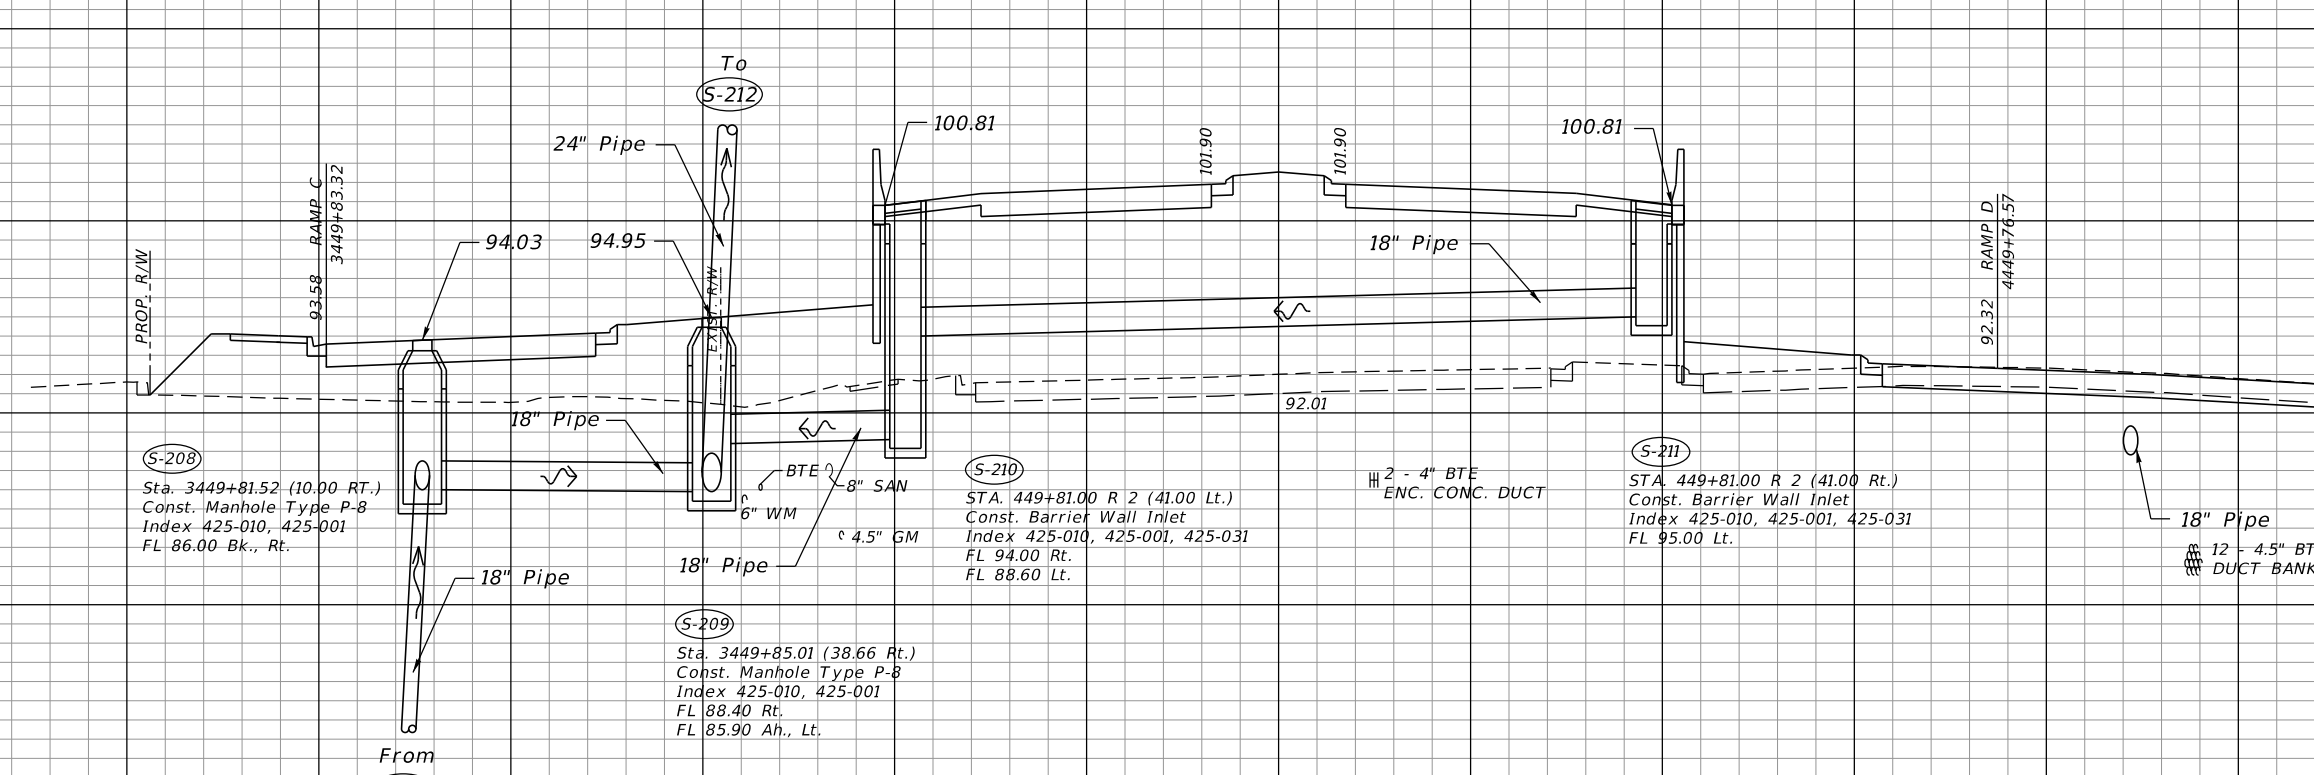 To
S-212
24" Pipe
100.81
101.90
101.90
100.81
PROP. R/W
93.58 RAMP C
3449+83.32
94.03
94.95
EXIST. R/W
18" Pipe
92.32 RAMP D
4449+76.57
92.01
18" Pipe
S-208
Sta. 3449+81.52 (10.00 RT.)
Const. Manhole Type P-8
Index 425-010, 425-001
FL 86.00 Bk., Rt.
BTE
8" SAN
6" WM
4.5" GM
18" Pipe
18" Pipe
S-210
STA. 449+81.00 R 2 (41.00 Lt.)
Const. Barrier Wall Inlet
Index 425-010, 425-001, 425-031
FL 94.00 Rt.
FL 88.60 Lt.
2 - 4" BTE
ENC. CONC. DUCT
S-211
STA. 449+81.00 R 2 (41.00 Rt.)
Const. Barrier Wall Inlet
Index 425-010, 425-001, 425-031
FL 95.00 Lt.
18" Pipe
12 - 4.5" BT
DUCT BANK
S-209
Sta. 3449+85.01 (38.66 Rt.)
Const. Manhole Type P-8
Index 425-010, 425-001
FL 88.40 Rt.
FL 85.90 Ah., Lt.
From